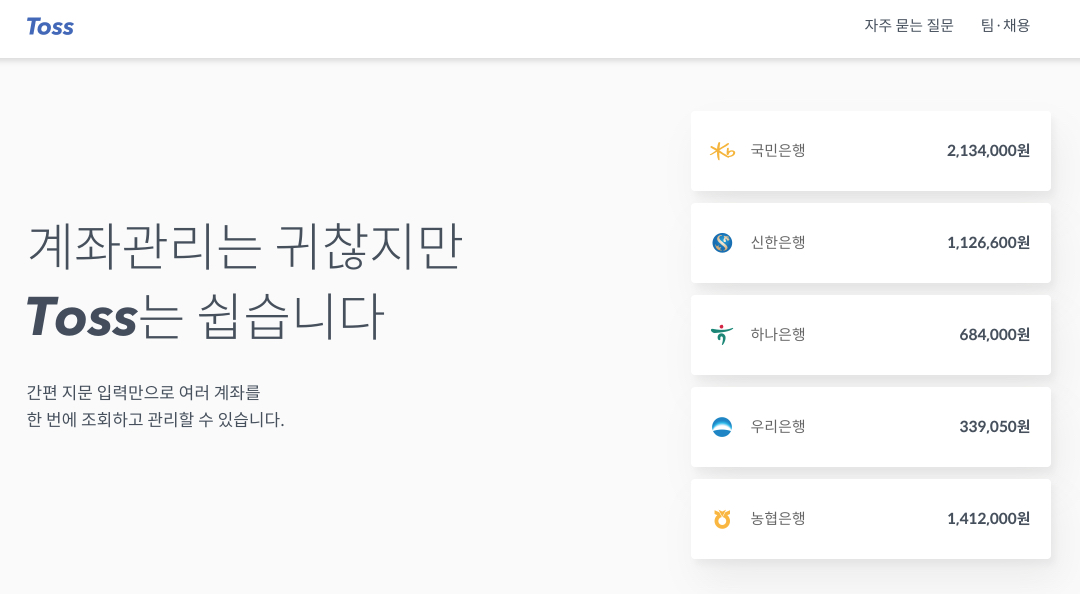 Toss
자주 묻는 질문
팀·채용
계좌관리는 귀찮지만
Toss는 쉽습니다
간편 지문 입력만으로 여러 계좌를
한 번에 조회하고 관리할 수 있습니다.
국민은행 2,134,000원
신한은행 1,126,600원
하나은행 684,000원
우리은행 339,050원
농협은행 1,412,000원